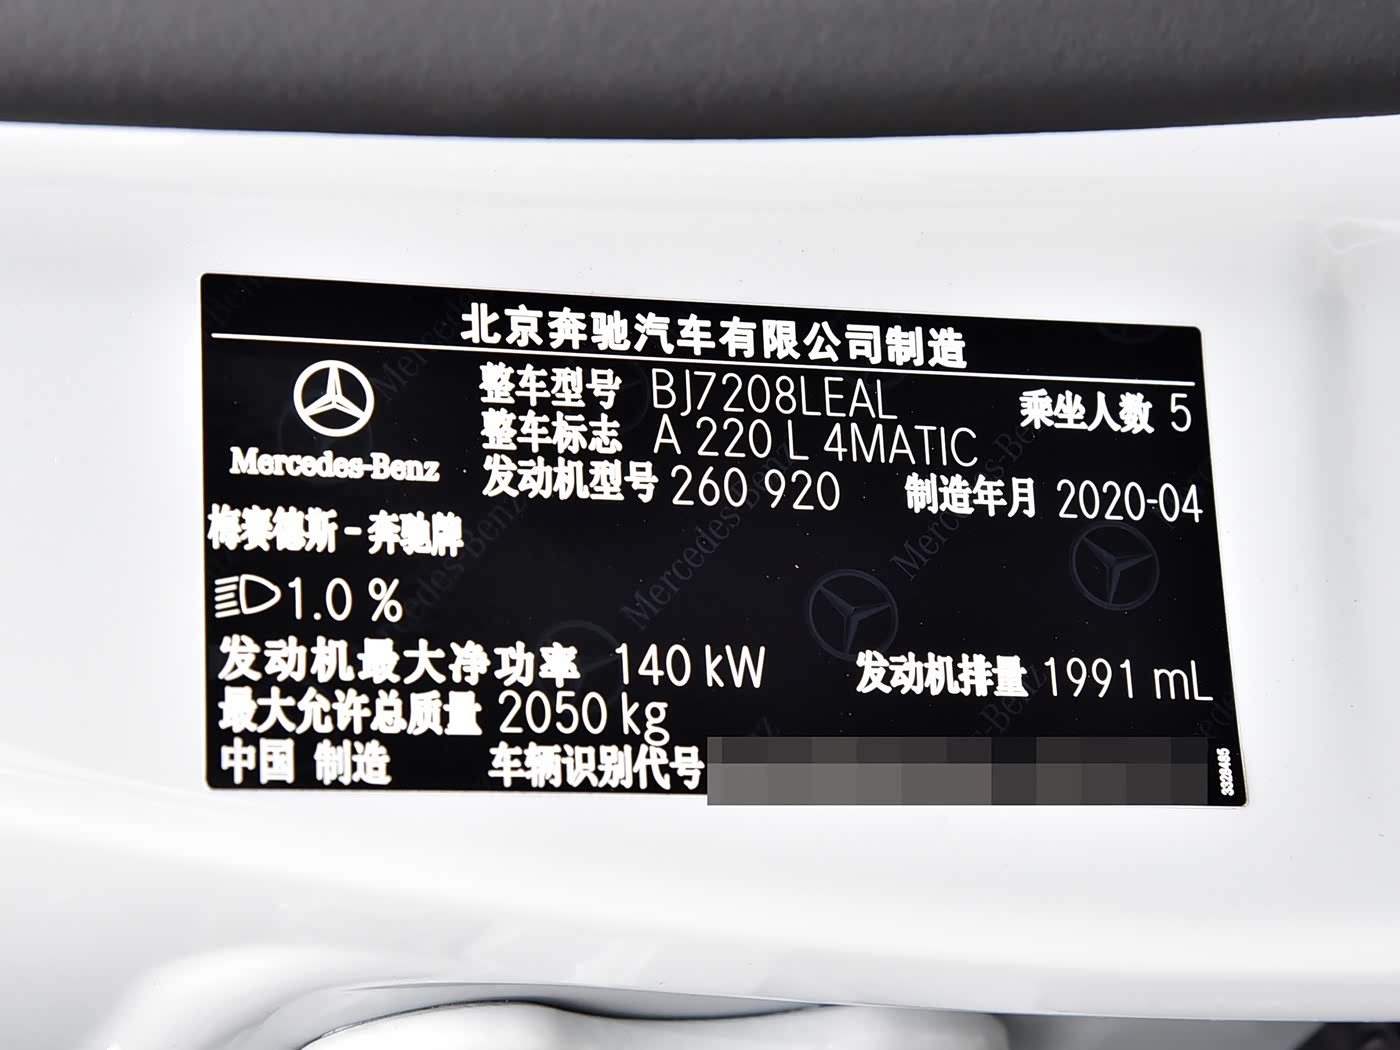 北京奔驰汽车有限公司制造
整车型号 BJ7208LEAL 乘坐人数 5
整车标志 A 220 L 4MATIC
发动机型号 260 920 制造年月 2020-04
Mercedes-Benz
梅赛德斯-奔驰牌
1.0 %
发动机最大净功率 140 kW 发动机排量 1991 mL
最大允许总质量 2050 kg
中国 制造 车辆识别代号
3328485